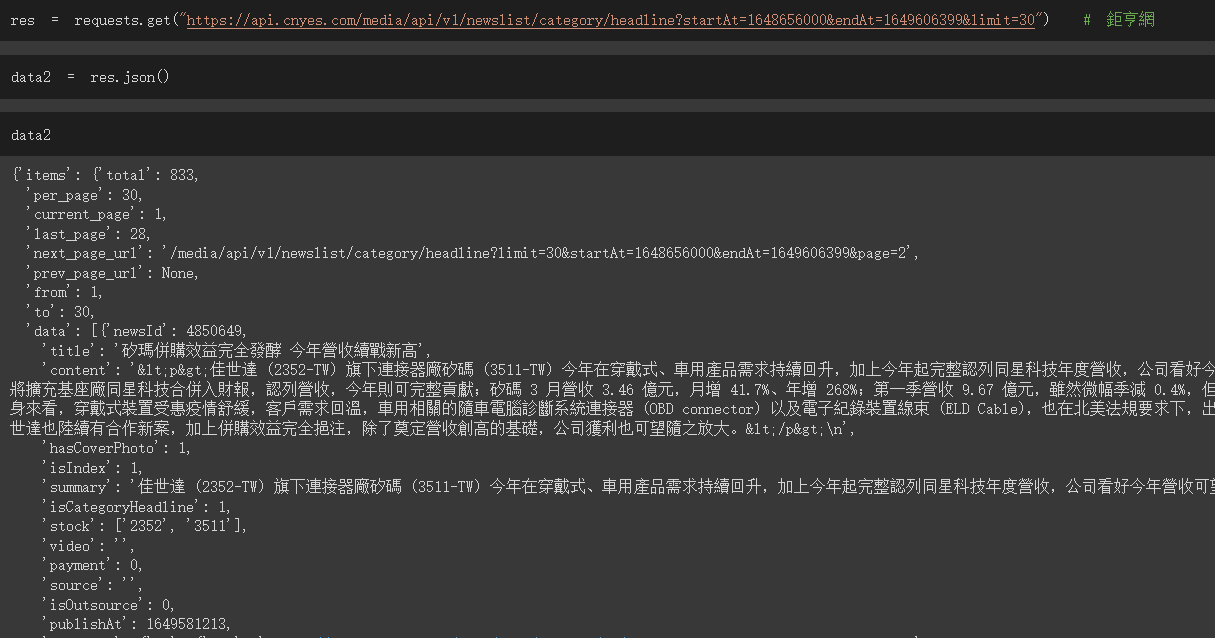 res = requests.get("https://api.cnyes.com/media/api/v1/newslist/category/headline?startAt=1648656000&endAt=1649606399&limit=30")    # 鉅亨網
data2 = res.json()
data2
{'items': {'total': 833,
'per_page': 30,
'current_page': 1,
'last_page': 28,
'next_page_url': '/media/api/v1/newslist/category/headline?limit=30&startAt=1648656000&endAt=1649606399&page=2',
'prev_page_url': None,
'from': 1,
'to': 30,
'data': [{'newsId': 4850649,
'title': '矽瑪併購效益完全發酵 今年營收續戰新高',
'content': '&lt;p&gt;佳世達 (2352-TW) 旗下連接器廠矽碼 (3511-TW) 今年在穿戴式、車用產品需求持續回升，加上今年起完整認列同星科技年度營收，公司看好今
將擴充基座廠同星科技合併入財報，認列營收，今年則可完整貢獻；矽碼 3 月營收 3.46 億元，月增 41.7%、年增 268%；第一季營收 9.67 億元，雖然微幅季減 0.4%，但
身來看，穿戴式裝置受惠疫情舒緩，客戶需求回溫，車用相關的隨車電腦診斷系統連接器 (OBD connector) 以及電子紀錄裝置線束 (ELD Cable)，也在北美法規要求下，出
世達也陸續有合作新案，加上併購效益完全挹注，除了奠定營收創高的基礎，公司獲利也可望隨之放大。&lt;/p&gt;\n',
'hasCoverPhoto': 1,
'isIndex': 1,
'summary': '佳世達 (2352-TW) 旗下連接器廠矽碼 (3511-TW) 今年在穿戴式、車用產品需求持續回升，加上今年起完整認列同星科技年度營收，公司看好今年營收可望
'isCategoryHeadline': 1,
'stock': ['2352', '3511'],
'video': '',
'payment': 0,
'source': '',
'isOutsource': 0,
'publishAt': 1649581213,